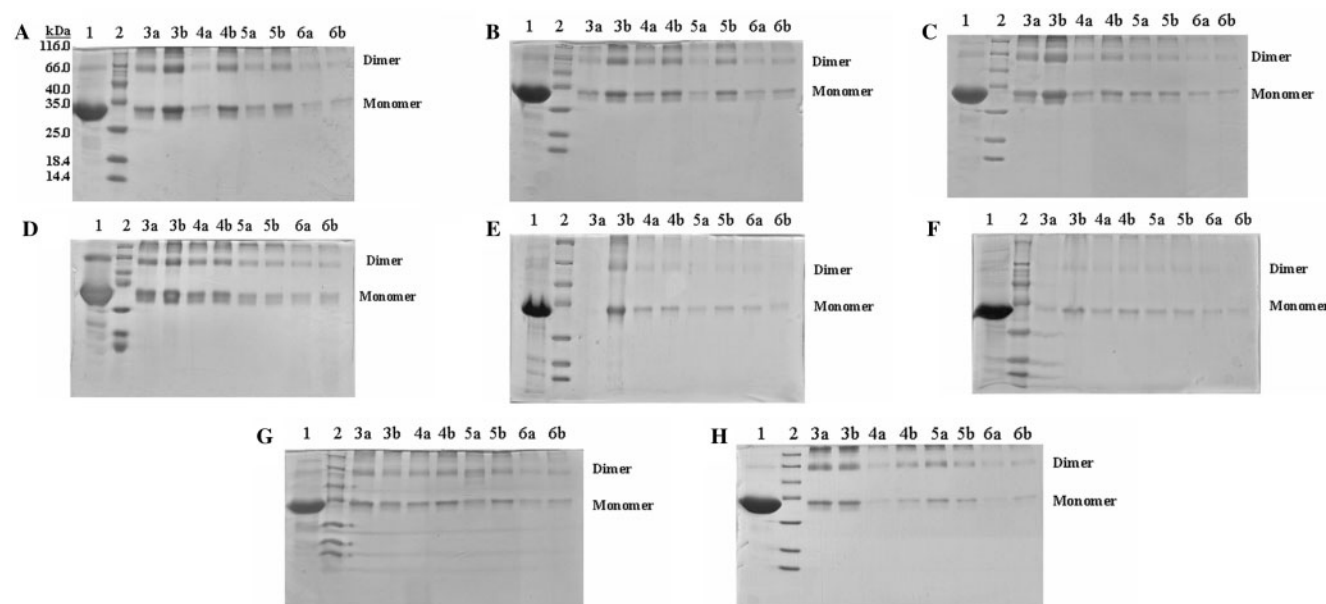 A
kDa 1 2 3a 3b 4a 4b 5a 5b 6a 6b
116.0
66.0
40.0
35.0
25.0
18.4
14.4
Dimer
Monomer
B
1 2 3a 3b 4a 4b 5a 5b 6a 6b
Dimer
Monomer
C
1 2 3a 3b 4a 4b 5a 5b 6a 6b
Dimer
Monomer
D
1 2 3a 3b 4a 4b 5a 5b 6a 6b
Dimer
Monomer
E
1 2 3a 3b 4a 4b 5a 5b 6a 6b
Dimer
Monomer
F
1 2 3a 3b 4a 4b 5a 5b 6a 6b
Dimer
Monomer
G
1 2 3a 3b 4a 4b 5a 5b 6a 6b
Dimer
Monomer
H
1 2 3a 3b 4a 4b 5a 5b 6a 6b
Dimer
Monomer